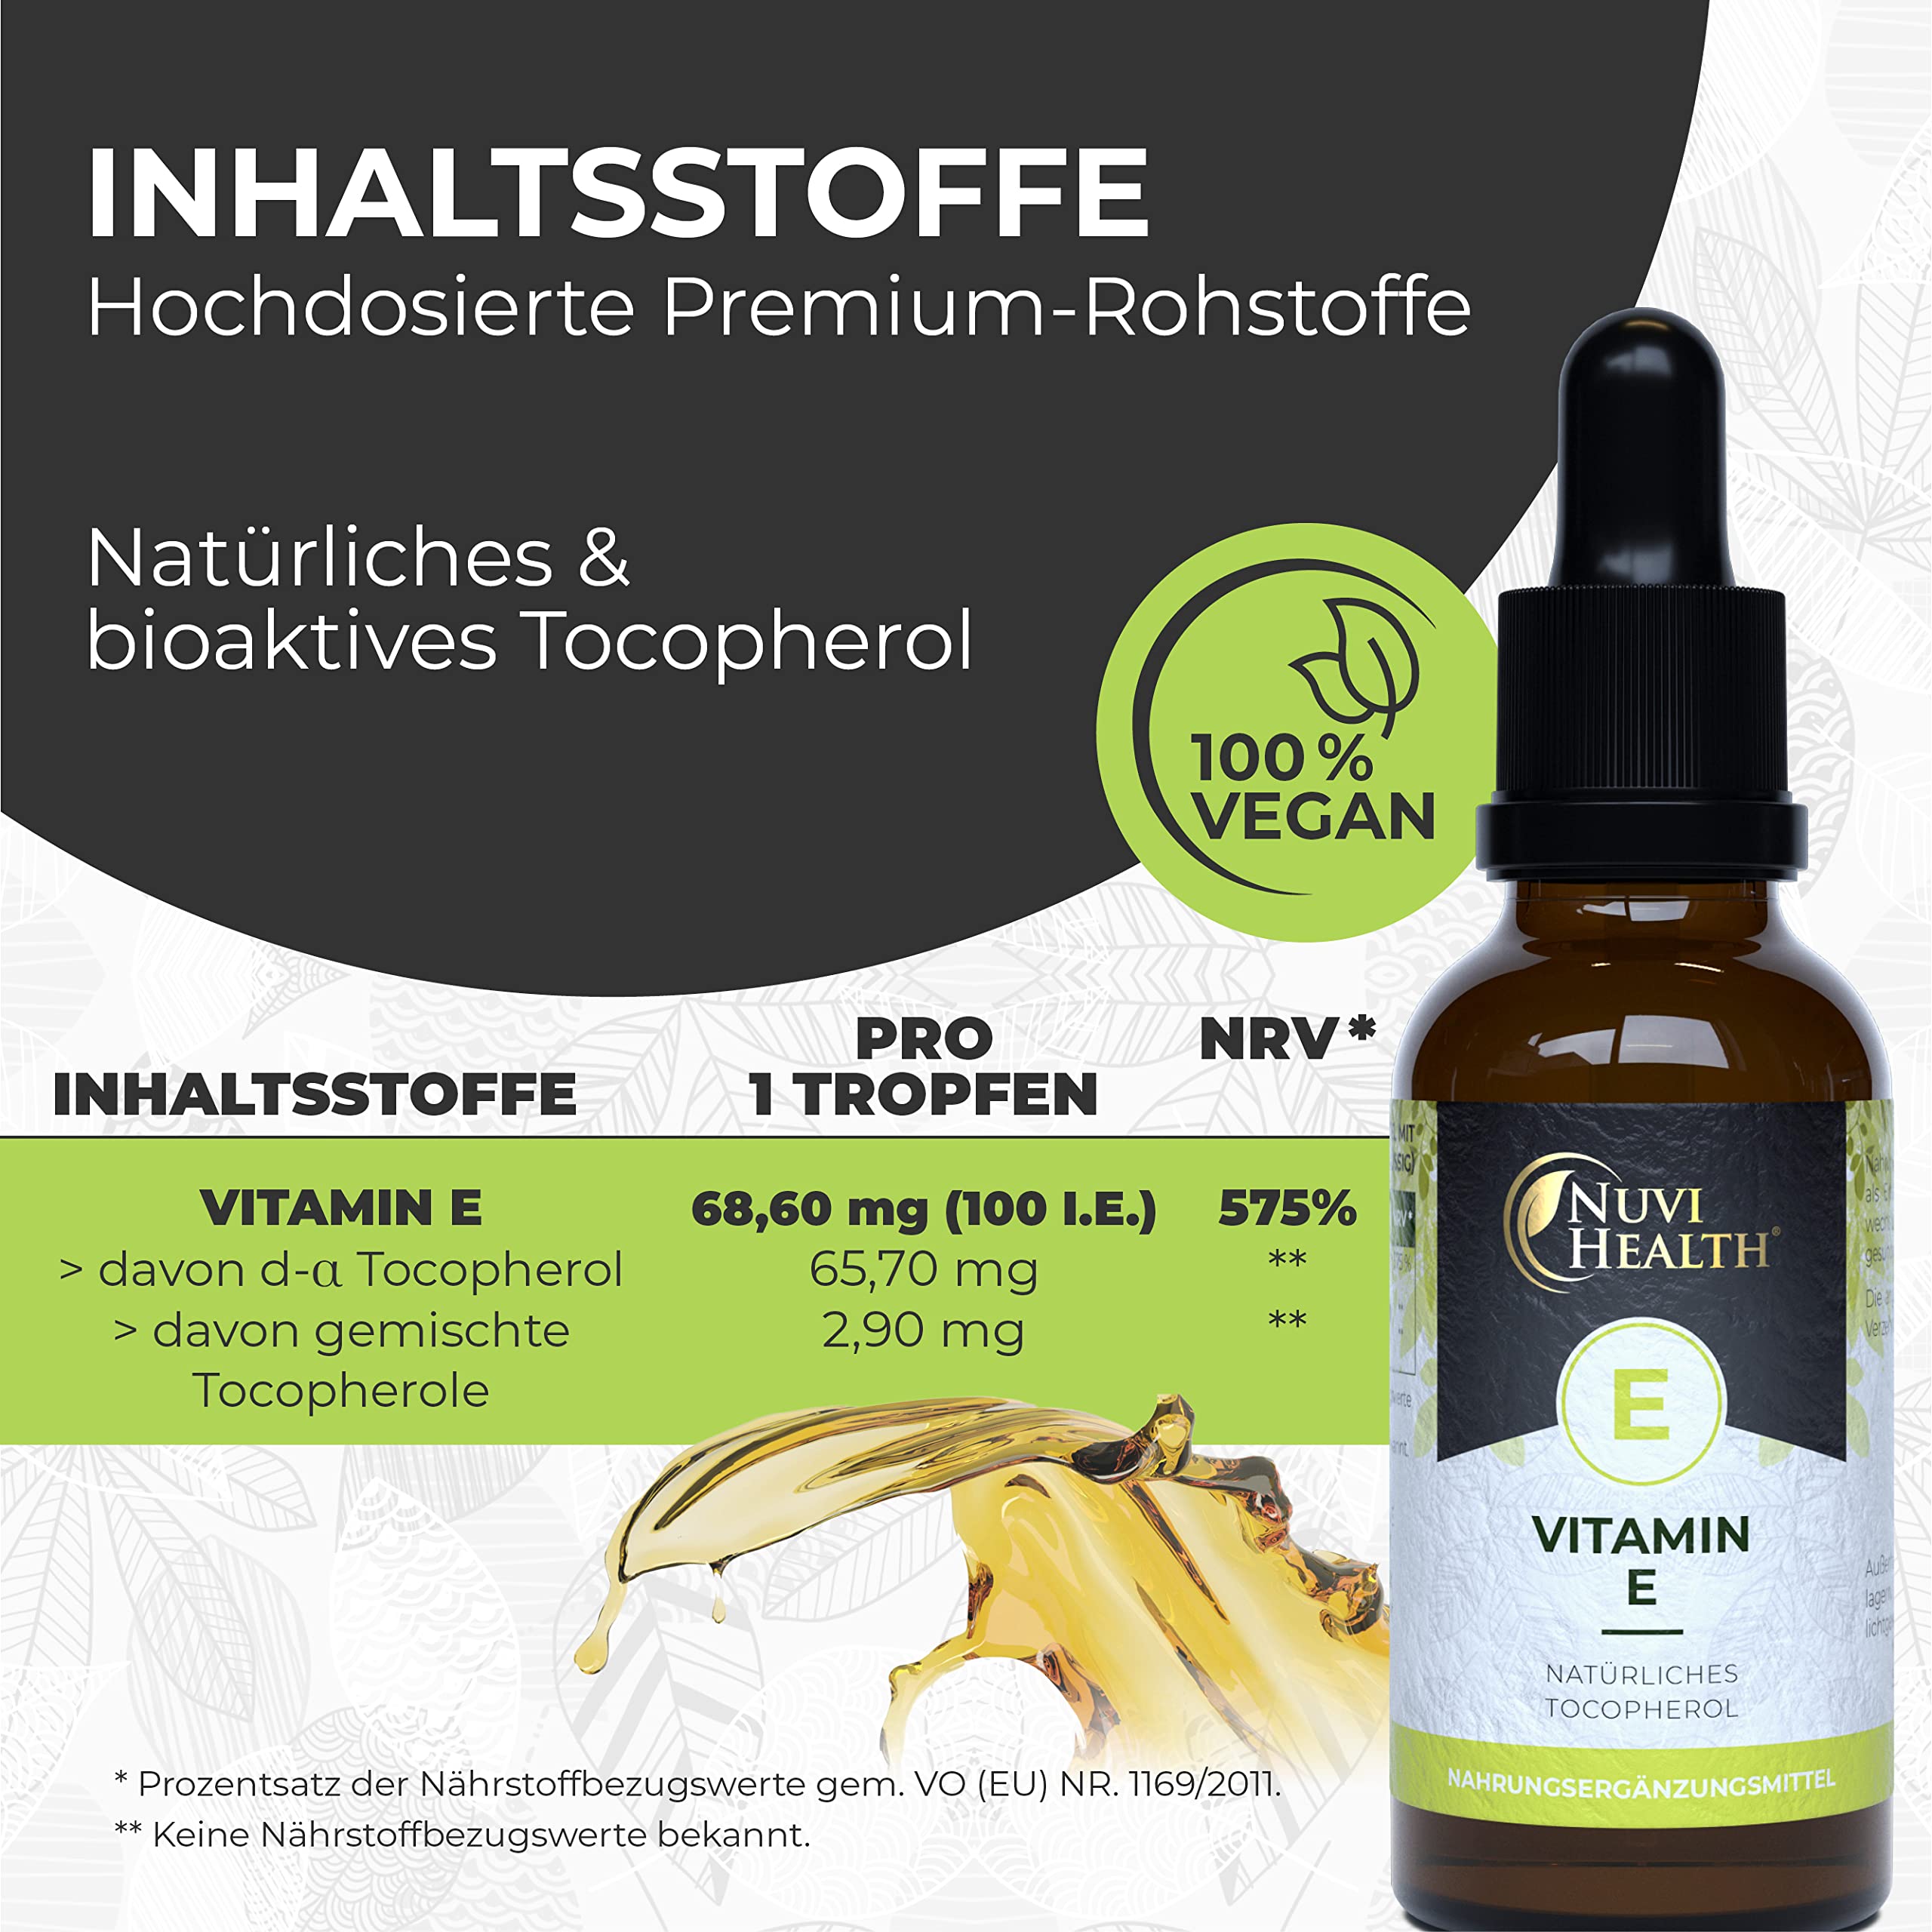 INHALTSSTOFFE
Hochdosierte Premium-Rohstoffe
Natürliches &
bioaktives Tocopherol
100 %
VEGAN
INHALTSSTOFFE
PRO
1 TROPFEN
NRV*
VITAMIN E 68,60 mg (100 I.E.) 575%
> davon d-α Tocopherol 65,70 mg **
> davon gemischte 2,90 mg **
Tocopherole
* Prozentsatz der Nährstoffbezugswerte gem. VO (EU) NR. 1169/2011.
** Keine Nährstoffbezugswerte bekannt.
NUVI
HEALTH®
E
VITAMIN
E
NATÜRLICHES
TOCOPHEROL
NAHRUNGSERGÄNZUNGSMITTEL
MIT
Die